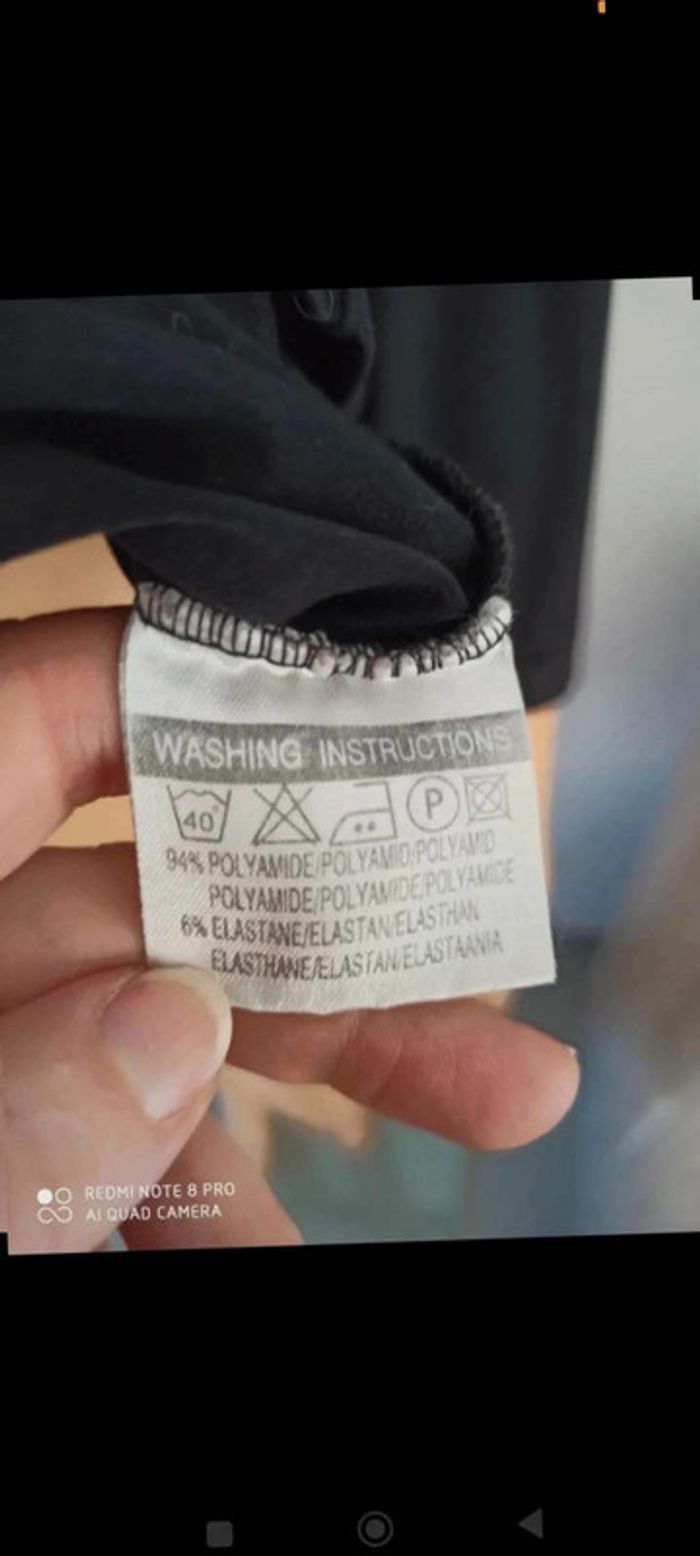 WASHING INSTRUCTIONS
40° P
94% POLYAMIDE/POLYAMID/POLYAMID
POLYAMIDE/POLYAMIDE/POLYAMIDE
6% ELASTANE/ELASTAN/ELASTHAN
ELASTHANE/ELASTAN/ELASTAANIA
REDMI NOTE 8 PRO
AI QUAD CAMERA